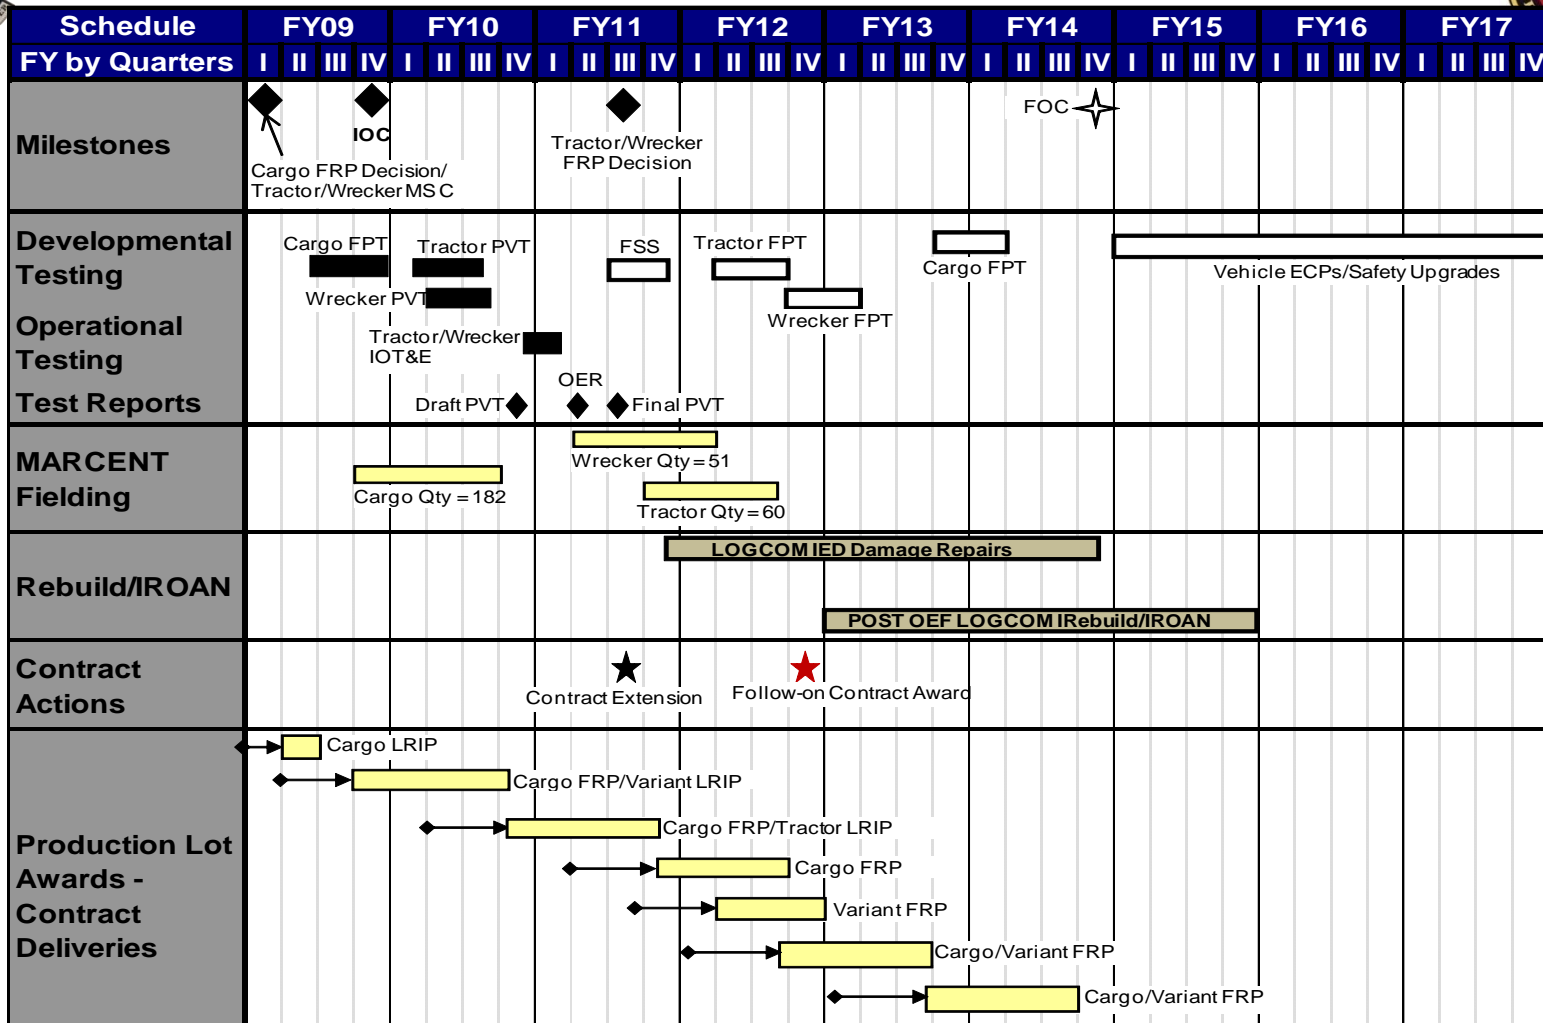 Schedule FY09 FY10 FY11 FY12 FY13 FY14 FY15 FY16 FY17
FY by Quarters I II III IV I II III IV I II III IV I II III IV I II III IV I II III IV I II III IV I II III IV I II III IV
Milestones
FOC
IOC
Tractor/Wrecker
FRP Decision
Cargo FRP Decision/
Tractor/Wrecker MS C
Developmental
Testing
Cargo FPT
Tractor PVT
FSS
Tractor FPT
Cargo FPT
Vehicle ECPs/Safety Upgrades
Wrecker PVT
Wrecker FPT
Operational
Testing
Tractor/Wrecker
IOT&E
OER
Test Reports
Draft PVT
Final PVT
MARCENT
Fielding
Wrecker Qty = 51
Cargo Qty = 182
Tractor Qty = 60
Rebuild/IROAN
LOGCOM IED Damage Repairs
POST OEF LOGCOM IRebuild/IROAN
Contract
Actions
Contract Extension
Follow-on Contract Award
Production Lot
Awards -
Contract
Deliveries
Cargo LRIP
Cargo FRP/Variant LRIP
Cargo FRP/Tractor LRIP
Cargo FRP
Variant FRP
Cargo/Variant FRP
Cargo/Variant FRP